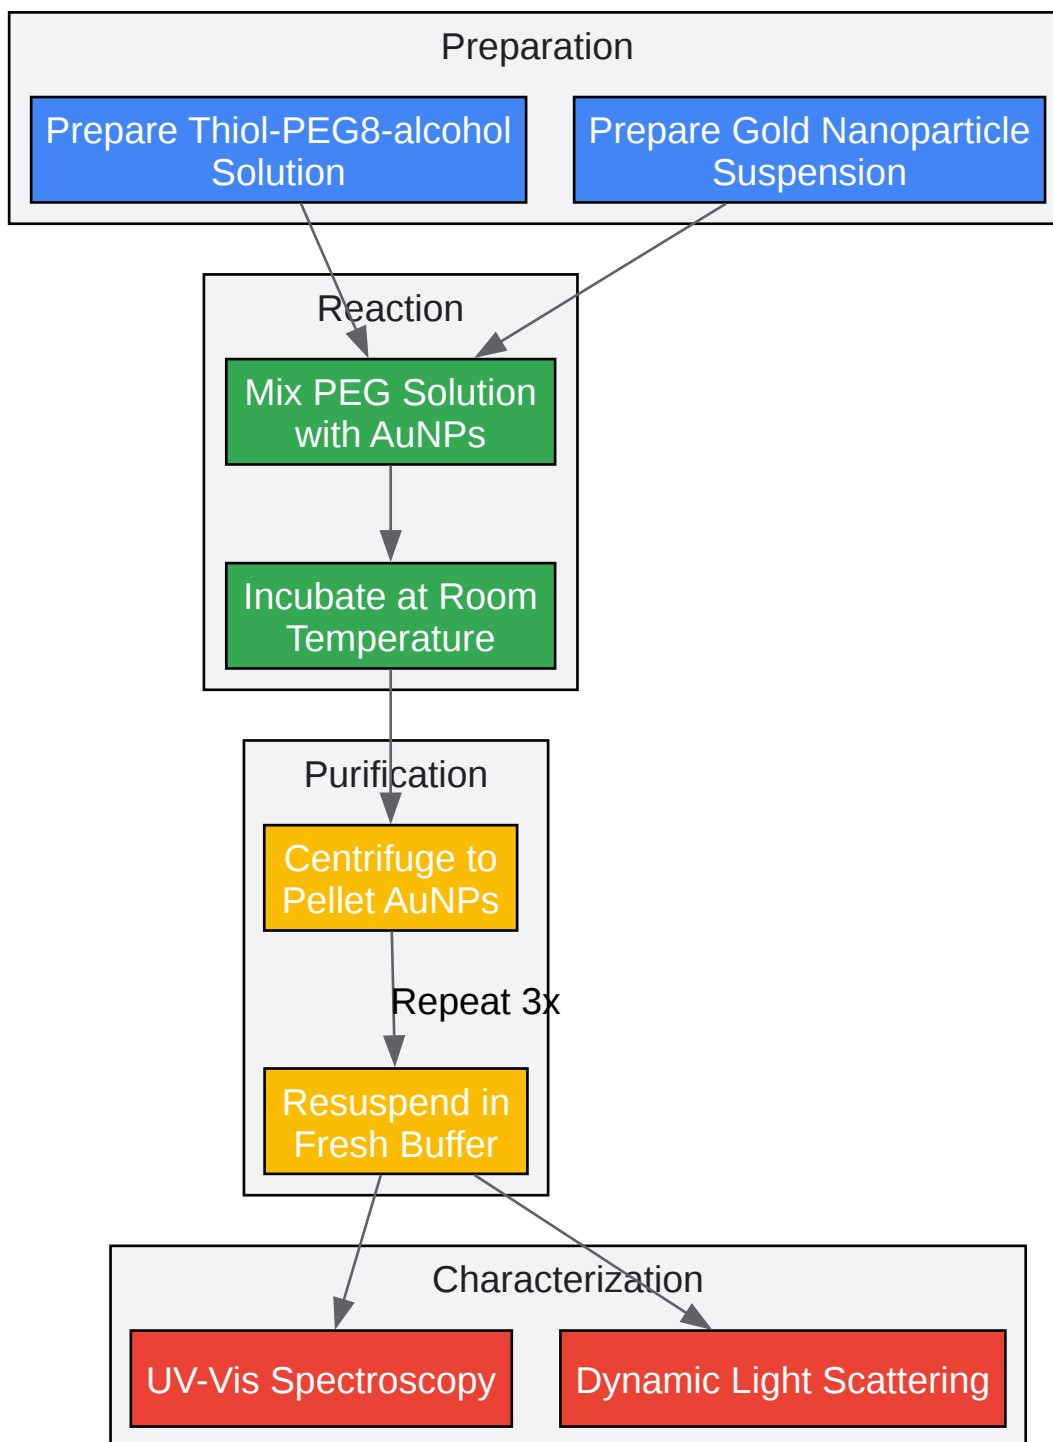 Preparation
Prepare Thiol-PEG8-alcohol
Solution
Prepare Gold Nanoparticle
Suspension
Reaction
Mix PEG Solution
with AuNPs
Incubate at Room
Temperature
Purification
Centrifuge to
Pellet AuNPs
Repeat 3x
Resuspend in
Fresh Buffer
Characterization
UV-Vis Spectroscopy
Dynamic Light Scattering